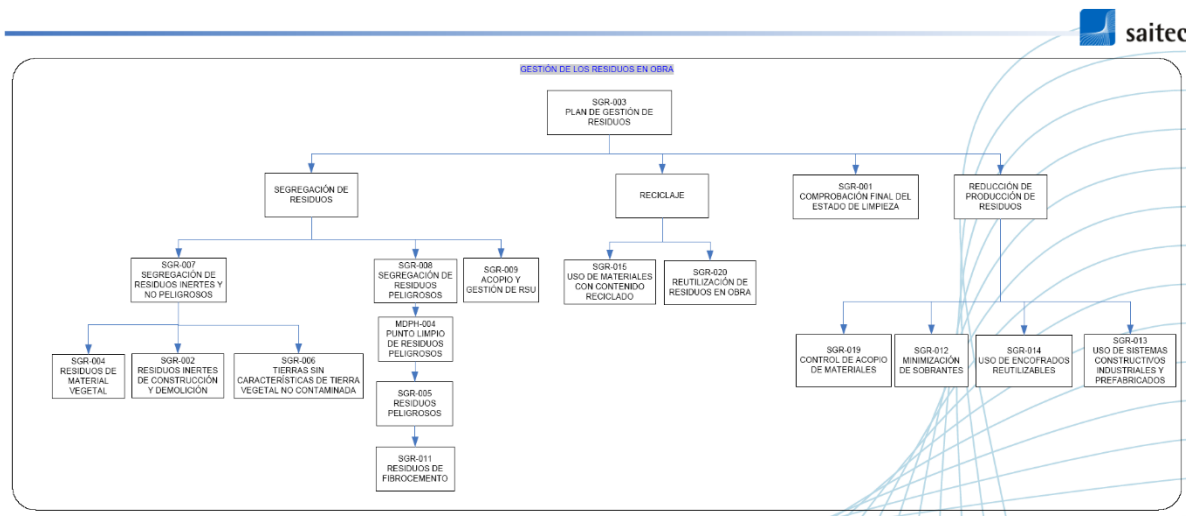 saitec
GESTIÓN DE LOS RESIDUOS EN OBRA
SGR-003
PLAN DE GESTIÓN DE
RESIDUOS
SEGREGACIÓN DE
RESIDUOS
RECICLAJE
SGR-001
COMPROBACIÓN FINAL DEL
ESTADO DE LIMPIEZA
REDUCCIÓN DE
PRODUCCIÓN DE
RESIDUOS
SGR-007
SEGREGACIÓN DE
RESIDUOS INERTES Y
NO PELIGROSOS
SGR-008
SEGREGACIÓN DE
RESIDUOS
PELIGROSOS
SGR-009
ACOPIO Y
GESTIÓN DE RSU
SGR-015
USO DE MATERIALES
CON CONTENIDO
RECICLADO
SGR-020
REUTILIZACIÓN DE
RESIDUOS EN OBRA
MDPH-004
PUNTO LIMPIO
DE RESIDUOS
PELIGROSOS
SGR-004
RESIDUOS DE
MATERIAL
VEGETAL
SGR-002
RESIDUOS INERTES
DE CONSTRUCCIÓN
Y DEMOLICIÓN
SGR-006
TIERRAS SIN
CARACTERÍSTICAS DE TIERRA
VEGETAL NO CONTAMINADA
SGR-005
RESIDUOS
PELIGROSOS
SGR-011
RESIDUOS DE
FIBROCEMENTO
SGR-019
CONTROL DE ACOPIO
DE MATERIALES
SGR-012
MINIMIZACIÓN
DE SOBRANTES
SGR-014
USO DE ENCOFRADOS
REUTILIZABLES
SGR-013
USO DE SISTEMAS
CONSTRUCTIVOS
INDUSTRIALES Y
PREFABRICADOS